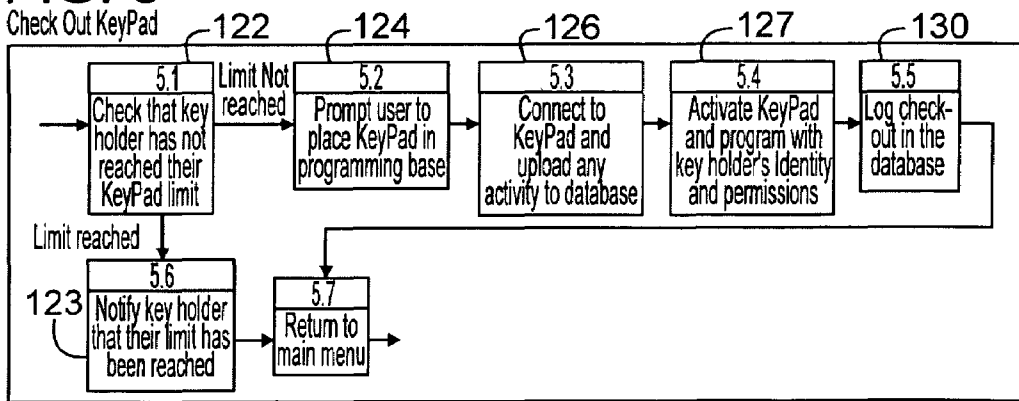 Check Out KeyPad
122
124
126
127
130
5.1
Check that key
holder has not
reached their
KeyPad limit
Limit Not
reached
5.2
Prompt user to
place KeyPad in
programming base
5.3
Connect to
KeyPad and
upload any
activity to database
5.4
Activate KeyPad
and program with
key holder's Identity
and permissions
5.5
Log check-
out in the
database
Limit reached
123
5.6
Notify key holder
that their limit has
been reached
5.7
Return to
main menu